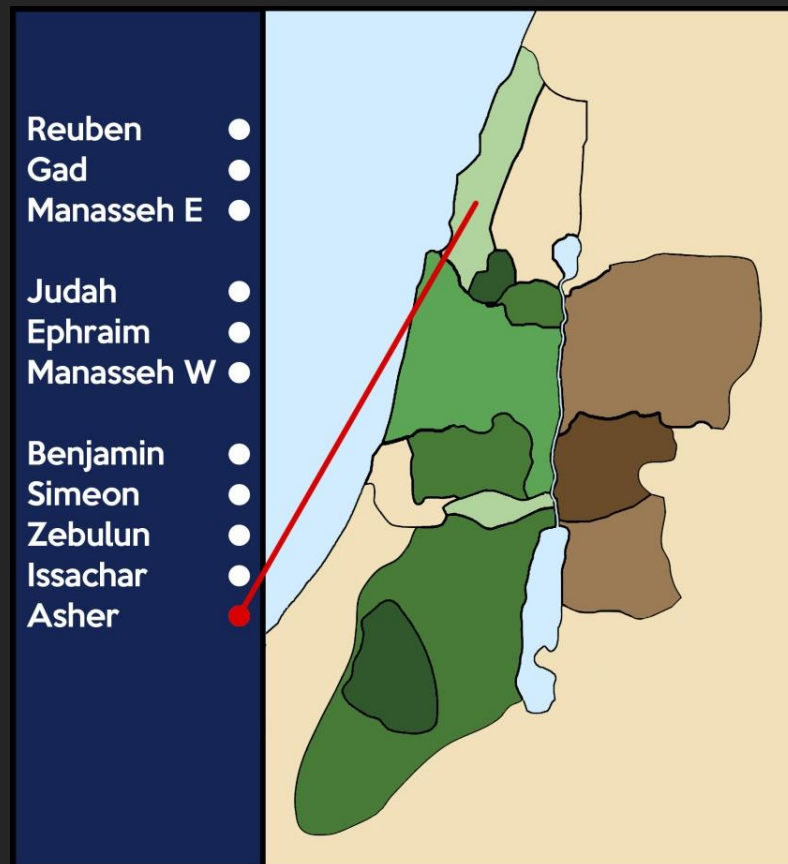 Reuben
Gad
Manasseh E
Judah
Ephraim
Manasseh W
Benjamin
Simeon
Zebulun
Issachar
Asher